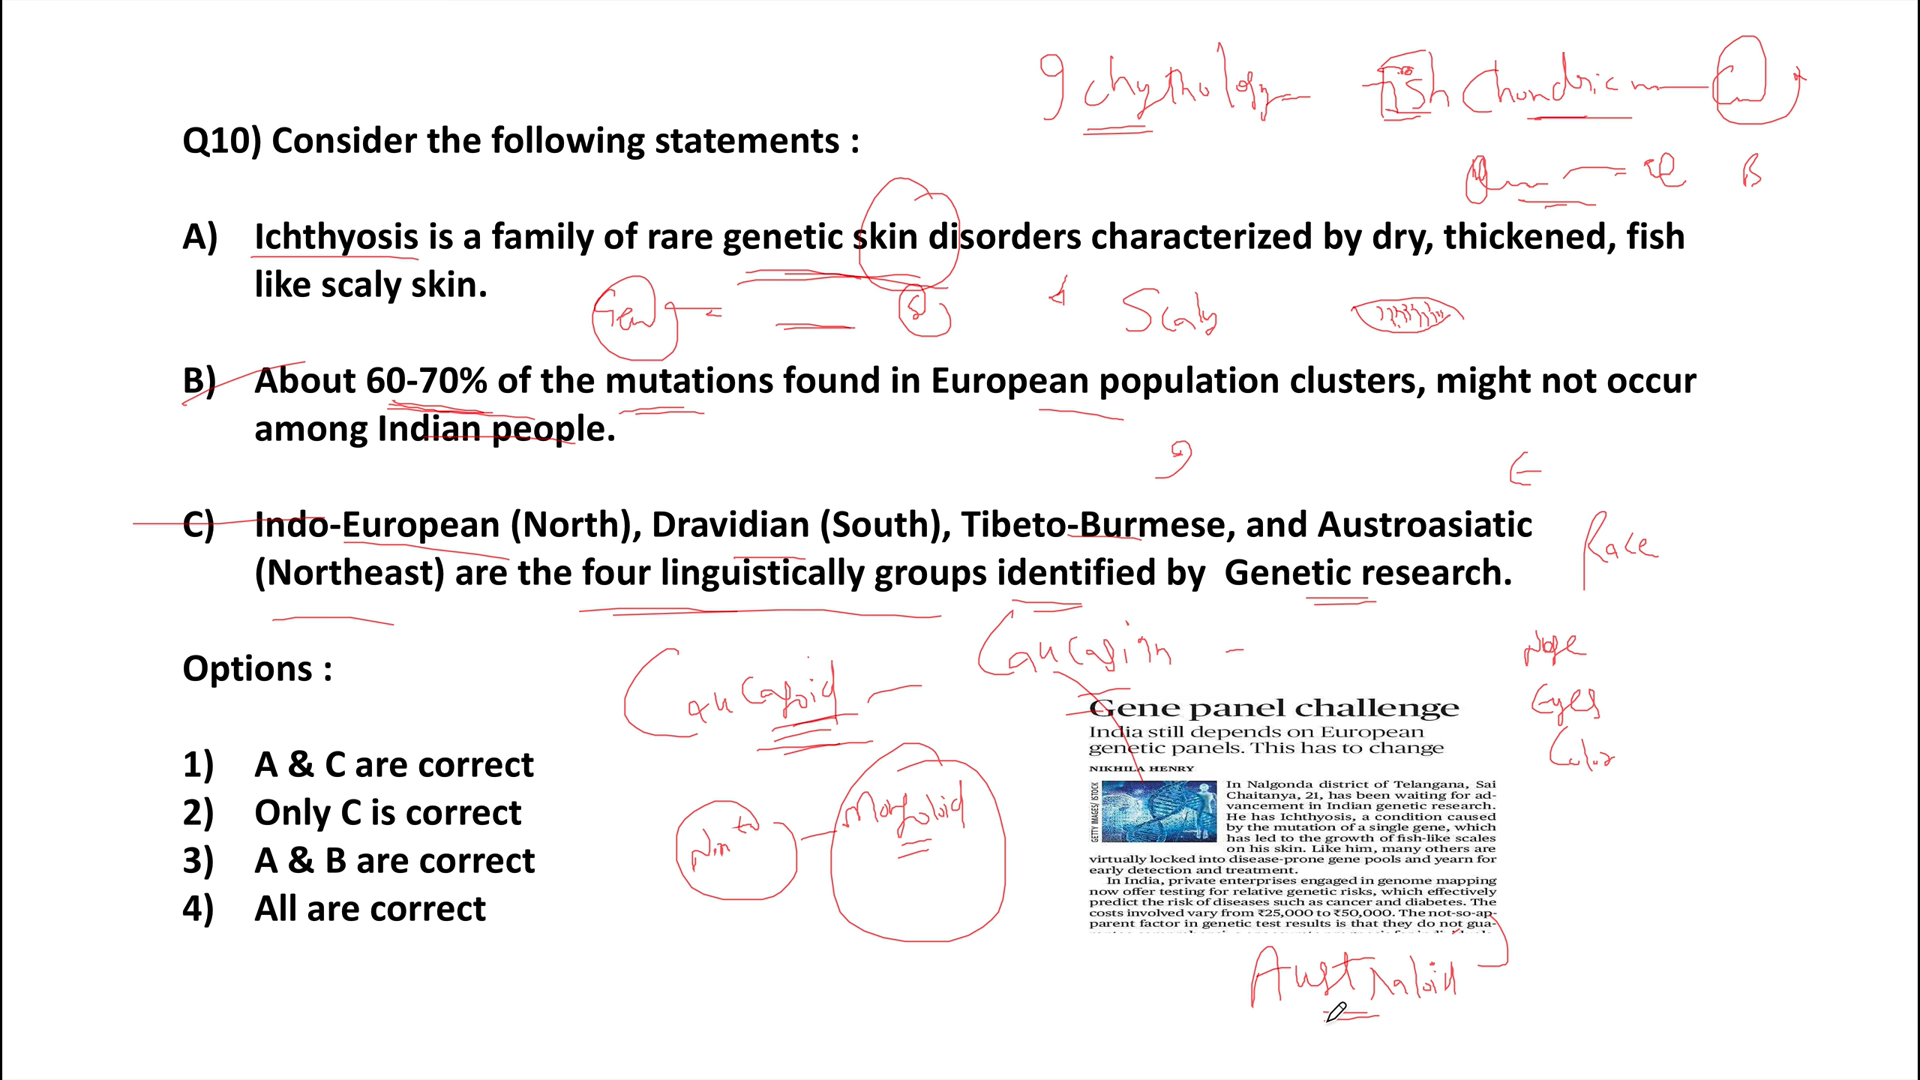 Ichythology
fish Chondric
B
Q10) Consider the following statements :
A) Ichthyosis is a family of rare genetic skin disorders characterized by dry, thickened, fish
like scaly skin.
Gen
Scaly
B) About 60-70% of the mutations found in European population clusters, might not occur
among Indian people.
C) Indo-European (North), Dravidian (South), Tibeto-Burmese, and Austroasiatic
(Northeast) are the four linguistically groups identified by Genetic research.
Race
Caucasian
Nose
Eyes
Color
Options :
Caucasoid
Mongoloid
1) A & C are correct
2) Only C is correct
3) A & B are correct
4) All are correct
Gene panel challenge
India still depends on European
genetic panels. This has to change
NIKHILA HENRY
GETTY IMAGES/ ISTOCK
In Nalgonda district of Telangana, Sai
Chaitanya, 21, has been waiting for ad-
vancement in Indian genetic research.
He has Ichthyosis, a condition caused
by the mutation of a single gene, which
has led to the growth of fish-like scales
on his skin. Like him, many others are
virtually locked into disease-prone gene pools and yearn for
early detection and treatment.
In India, private enterprises engaged in genome mapping
now offer testing for relative genetic risks, which effectively
predict the risk of diseases such as cancer and diabetes. The
costs involved vary from ₹25,000 to ₹50,000. The not-so-ap-
parent factor in genetic test results is that they do not gua-
Australoid